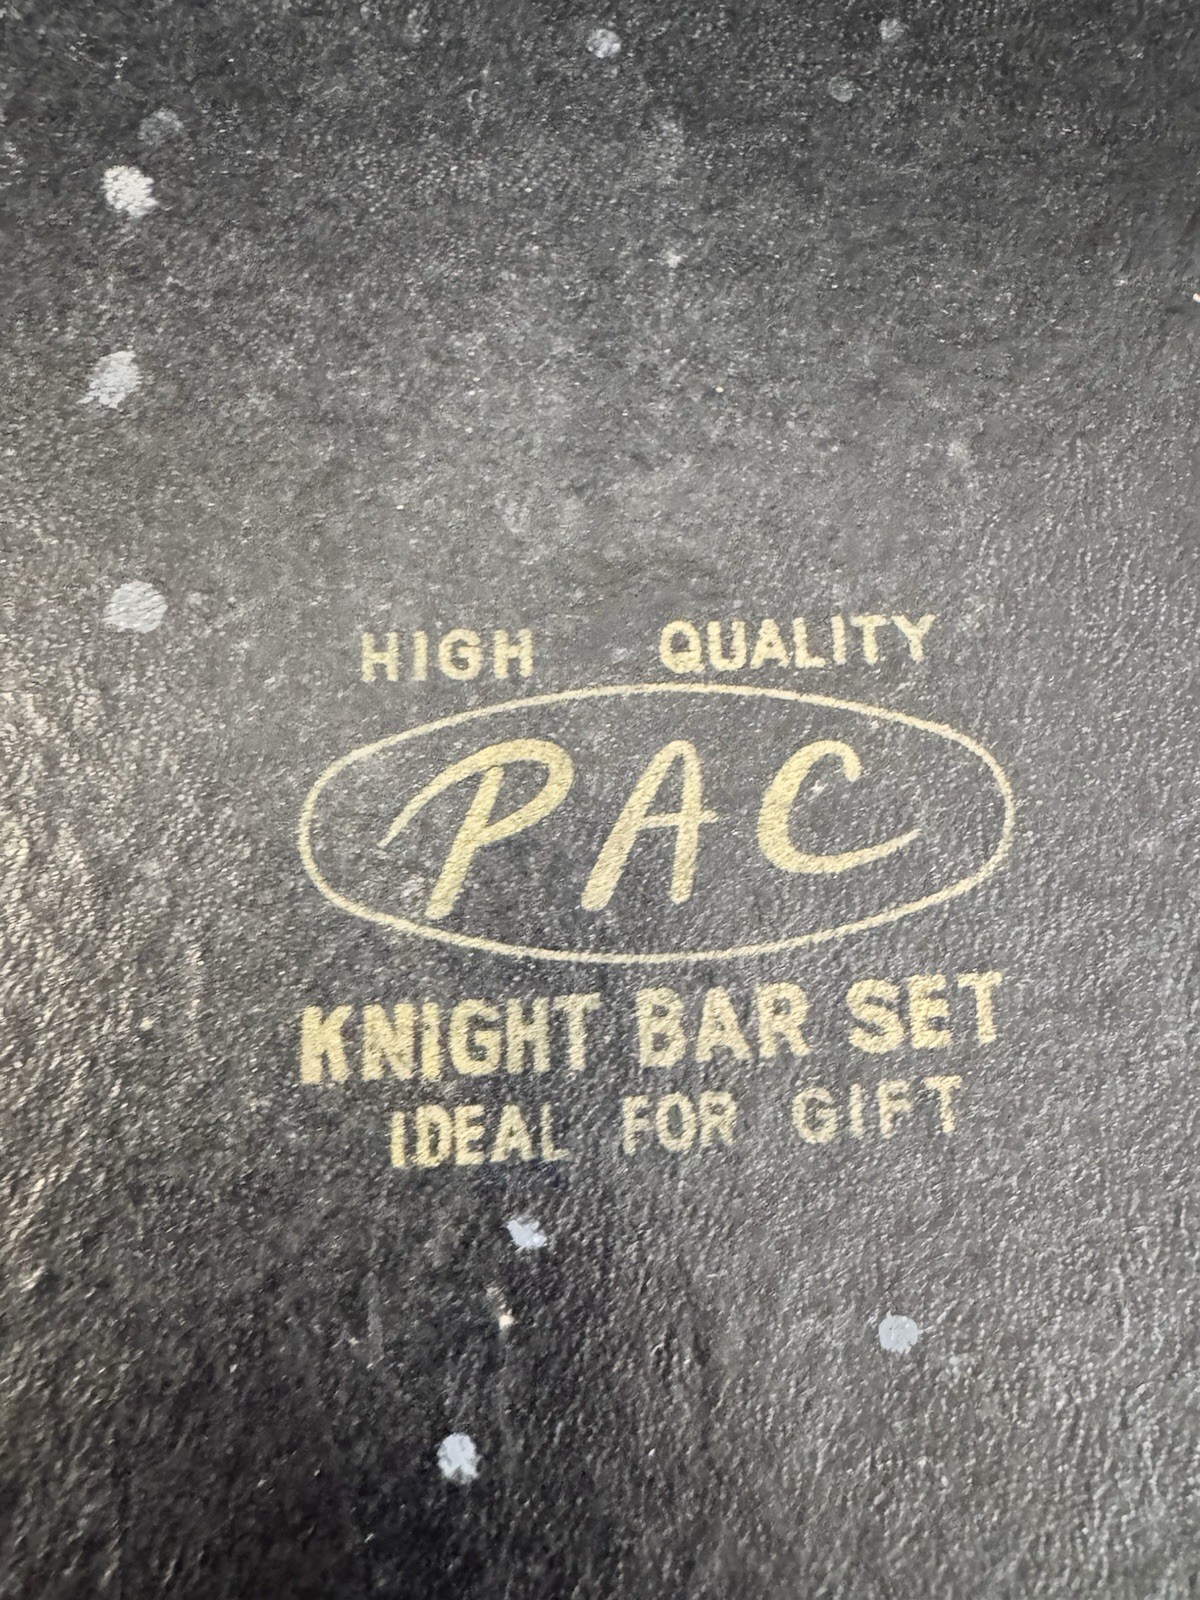 HIGH QUALITY
PAC
KNIGHT BAR SET
IDEAL FOR GIFT